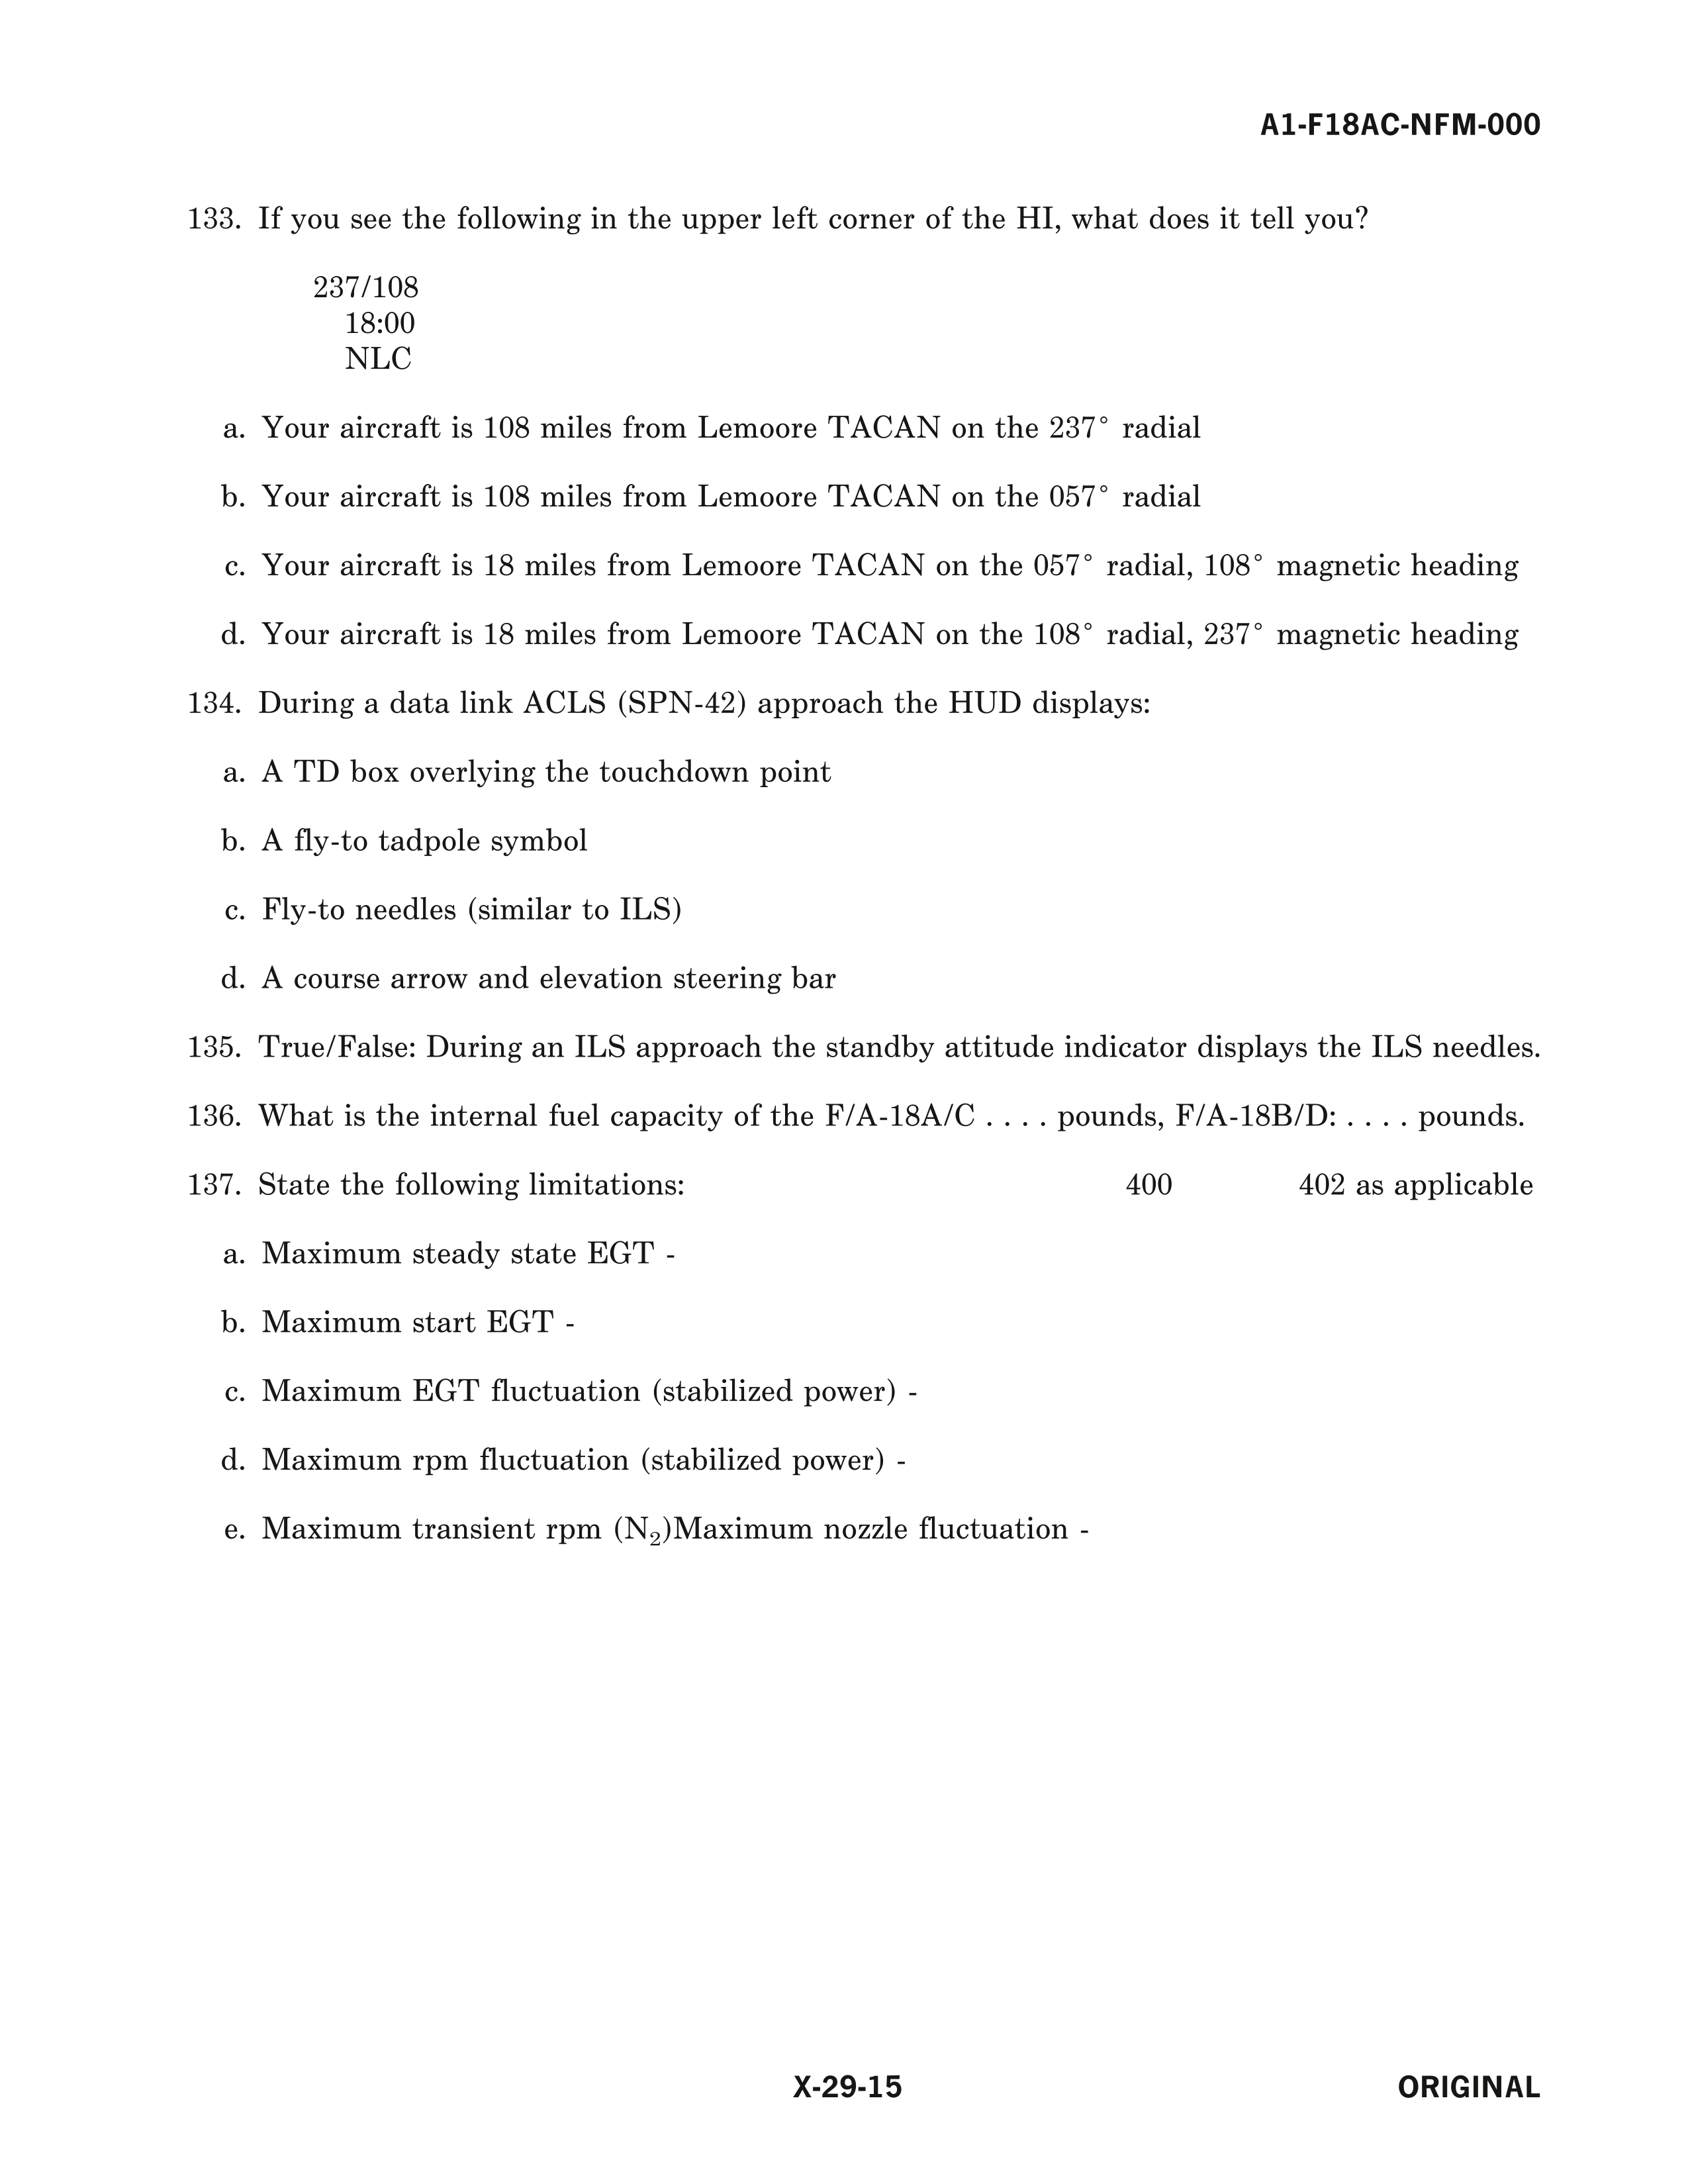 A1-F18AC-NFM-000
133. If you see the following in the upper left corner of the HI, what does it tell you?
237/108
18:00
NLC
a. Your aircraft is 108 miles from Lemoore TACAN on the 237° radial
b. Your aircraft is 108 miles from Lemoore TACAN on the 057° radial
c. Your aircraft is 18 miles from Lemoore TACAN on the 057° radial, 108° magnetic heading
d. Your aircraft is 18 miles from Lemoore TACAN on the 108° radial, 237° magnetic heading
134. During a data link ACLS (SPN-42) approach the HUD displays:
a. A TD box overlying the touchdown point
b. A fly-to tadpole symbol
c. Fly-to needles (similar to ILS)
d. A course arrow and elevation steering bar
135. True/False: During an ILS approach the standby attitude indicator displays the ILS needles.
136. What is the internal fuel capacity of the F/A-18A/C . . . . pounds, F/A-18B/D: . . . . pounds.
137. State the following limitations: 400 402 as applicable
a. Maximum steady state EGT -
b. Maximum start EGT -
c. Maximum EGT fluctuation (stabilized power) -
d. Maximum rpm fluctuation (stabilized power) -
e. Maximum transient rpm (N₂)Maximum nozzle fluctuation -
X-29-15 ORIGINAL